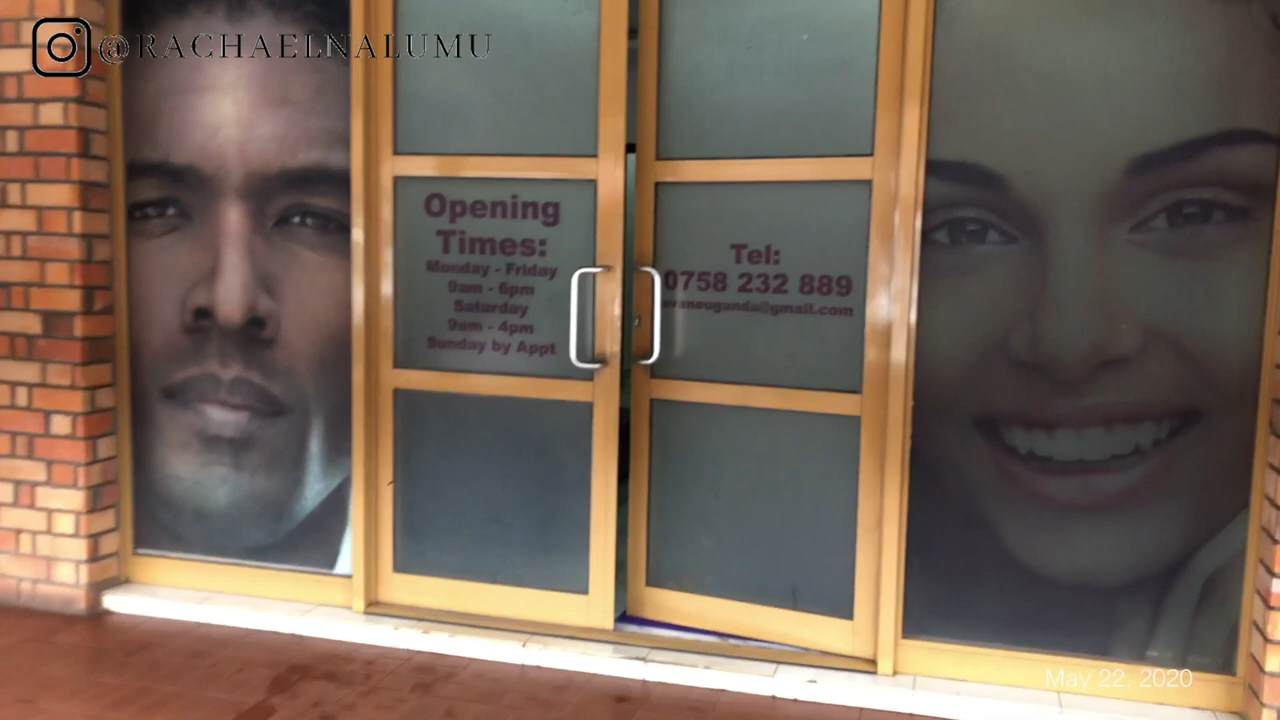 @RACHAELNALUMU
Opening
Times:
Monday - Friday
9am - 6pm
Saturday
9am - 4pm
Sunday by Appt
Tel:
0758 232 889
May 22, 2020